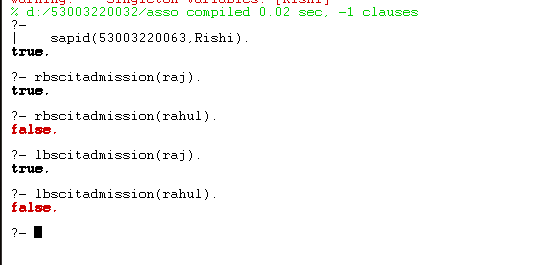 Warning:    Singleton variables: [Rishi]
% d:/53003220032/asso compiled 0.02 sec, -1 clauses
?-
|    sapid(53003220063,Rishi).
true.
?- rbscitadmission(raj).
true.
?- rbscitadmission(rahul).
false.
?- lbscitadmission(raj).
true.
?- lbscitadmission(rahul).
false.
?-